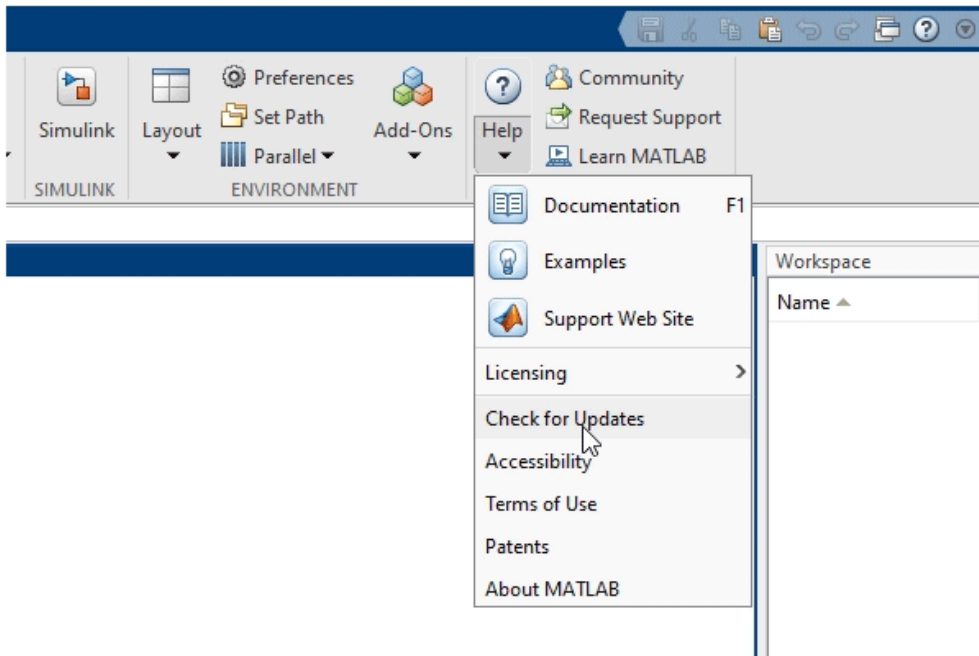 Simulink
Layout
Preferences
Set Path
Parallel
Add-Ons
Help
Community
Request Support
Learn MATLAB
SIMULINK
ENVIRONMENT
Documentation F1
Examples
Support Web Site
Licensing
Check for Updates
Accessibility
Terms of Use
Patents
About MATLAB
Workspace
Name